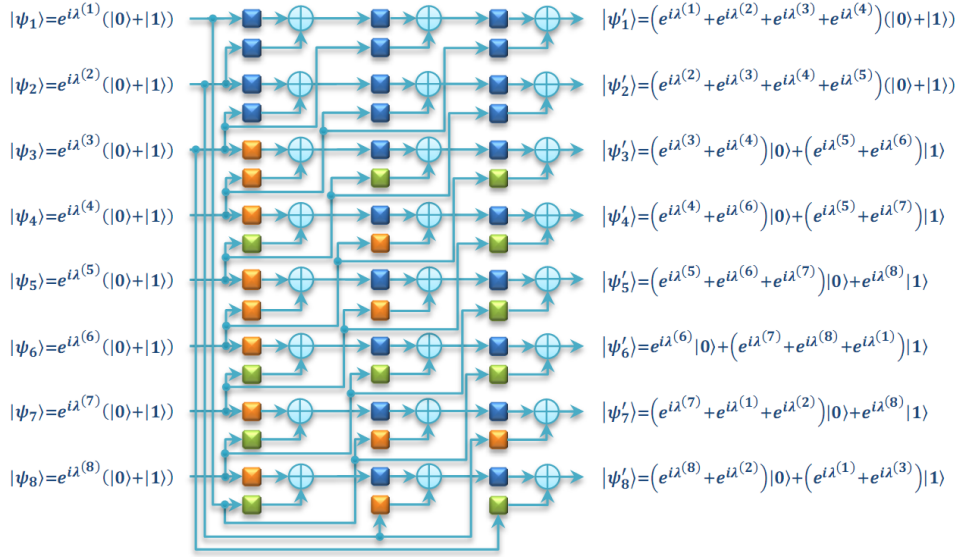 |ψ₁⟩=e^{iλ^{(1)}}(|0⟩+|1⟩)
|ψ′₁⟩=(e^{iλ^{(1)}}+e^{iλ^{(2)}}+e^{iλ^{(3)}}+e^{iλ^{(4)}})(|0⟩+|1⟩)
|ψ₂⟩=e^{iλ^{(2)}}(|0⟩+|1⟩)
|ψ′₂⟩=(e^{iλ^{(2)}}+e^{iλ^{(3)}}+e^{iλ^{(4)}}+e^{iλ^{(5)}})(|0⟩+|1⟩)
|ψ₃⟩=e^{iλ^{(3)}}(|0⟩+|1⟩)
|ψ′₃⟩=(e^{iλ^{(3)}}+e^{iλ^{(4)}})|0⟩+(e^{iλ^{(5)}}+e^{iλ^{(6)}})|1⟩
|ψ₄⟩=e^{iλ^{(4)}}(|0⟩+|1⟩)
|ψ′₄⟩=(e^{iλ^{(4)}}+e^{iλ^{(6)}})|0⟩+(e^{iλ^{(5)}}+e^{iλ^{(7)}})|1⟩
|ψ₅⟩=e^{iλ^{(5)}}(|0⟩+|1⟩)
|ψ′₅⟩=(e^{iλ^{(5)}}+e^{iλ^{(6)}}+e^{iλ^{(7)}})|0⟩+e^{iλ^{(8)}}|1⟩
|ψ₆⟩=e^{iλ^{(6)}}(|0⟩+|1⟩)
|ψ′₆⟩=e^{iλ^{(6)}}|0⟩+(e^{iλ^{(7)}}+e^{iλ^{(8)}}+e^{iλ^{(1)}})|1⟩
|ψ₇⟩=e^{iλ^{(7)}}(|0⟩+|1⟩)
|ψ′₇⟩=(e^{iλ^{(7)}}+e^{iλ^{(1)}}+e^{iλ^{(2)}})|0⟩+e^{iλ^{(8)}}|1⟩
|ψ₈⟩=e^{iλ^{(8)}}(|0⟩+|1⟩)
|ψ′₈⟩=(e^{iλ^{(8)}}+e^{iλ^{(2)}})|0⟩+(e^{iλ^{(1)}}+e^{iλ^{(3)}})|1⟩